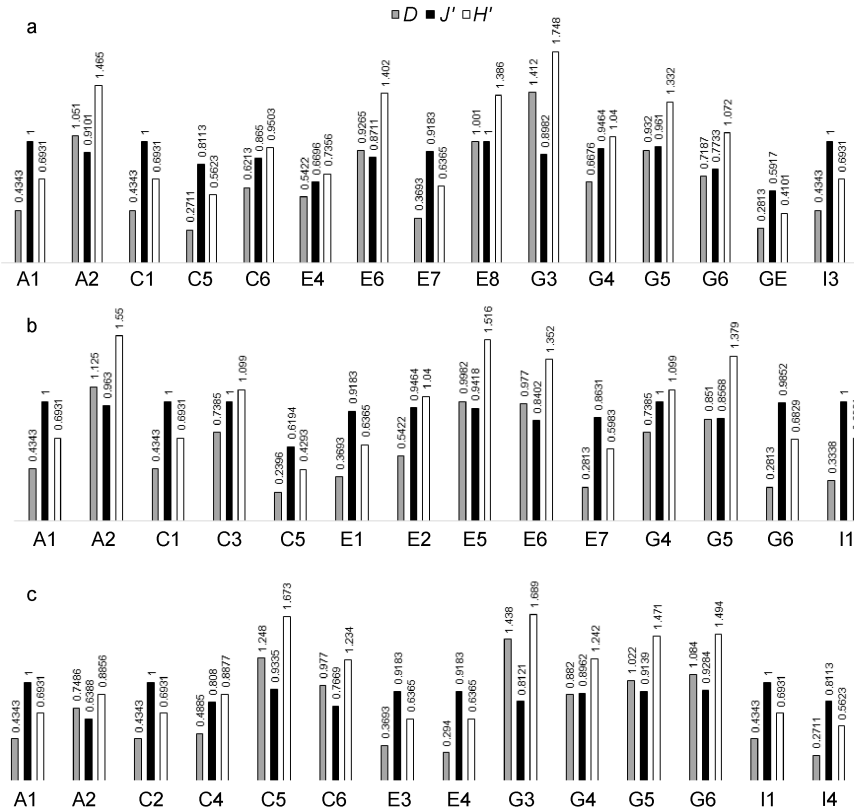 D J' H'
a
0.4343 1 0.6931 1.051 0.9101 1.465 0.4343 1 0.6931 0.2711 0.8113 0.5623 0.6213 0.865 0.9503 0.5422 0.6696 0.7356 0.9265 0.8711 1.402 0.3693 0.9183 0.6365 1.001 1 1.386 1.412 0.8982 1.748 0.6676 0.9464 1.04 0.932 0.961 1.332 0.7187 0.7733 1.072 0.2813 0.5917 0.4101 0.4343 1 0.6931
A1 A2 C1 C5 C6 E4 E6 E7 E8 G3 G4 G5 G6 GE I3
b
0.4343 1 0.6931 1.125 0.963 1.55 0.4343 1 0.6931 0.7385 1 1.099 0.2396 0.6194 0.4293 0.3693 0.9183 0.6365 0.5422 0.9464 1.04 0.9982 0.9418 1.516 0.977 0.8402 1.352 0.2813 0.8631 0.5983 0.7385 1 1.099 0.851 0.8568 1.379 0.2813 0.9852 0.6829 0.3338 1
A1 A2 C1 C3 C5 E1 E2 E5 E6 E7 G4 G5 G6 I1
c
0.4343 1 0.6931 0.7486 0.6388 0.8856 0.4343 1 0.6931 0.4885 0.808 0.8877 1.248 0.9335 1.673 0.977 0.7669 1.234 0.3693 0.9183 0.6365 0.294 0.9183 0.6365 1.438 0.8121 1.689 0.882 0.8962 1.242 1.022 0.9139 1.471 1.084 0.9284 1.494 0.4343 1 0.6931 0.2711 0.8113 0.5623
A1 A2 C2 C4 C5 C6 E3 E4 G3 G4 G5 G6 I1 I4